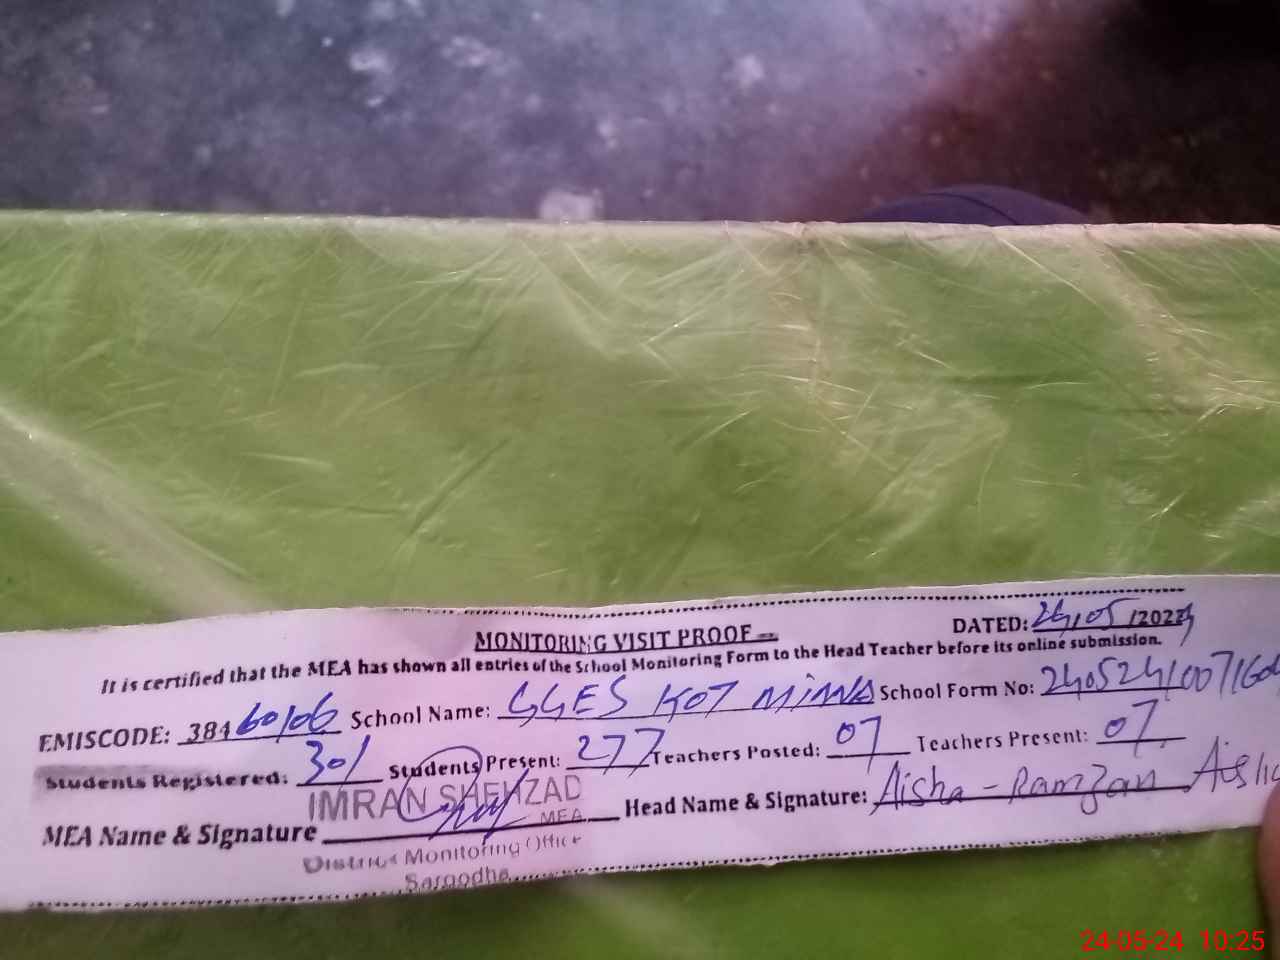 MONITORING VISIT PROOF
DATED: 24/05/2024
It is certified that the MEA has shown all entries of the School Monitoring Form to the Head Teacher before its online submission.
EMISCODE: 38460106 School Name: GGES KOT MIANA School Form No:
Students Registered: 301 Students Present: 277 Teachers Posted: 07 Teachers Present: 07
IMRAN SHEHZAD
MEA
MEA Name & Signature Head Name & Signature: Aisha - Ramzan
District Monitoring Office
Sargodha
24-05-24 10:25